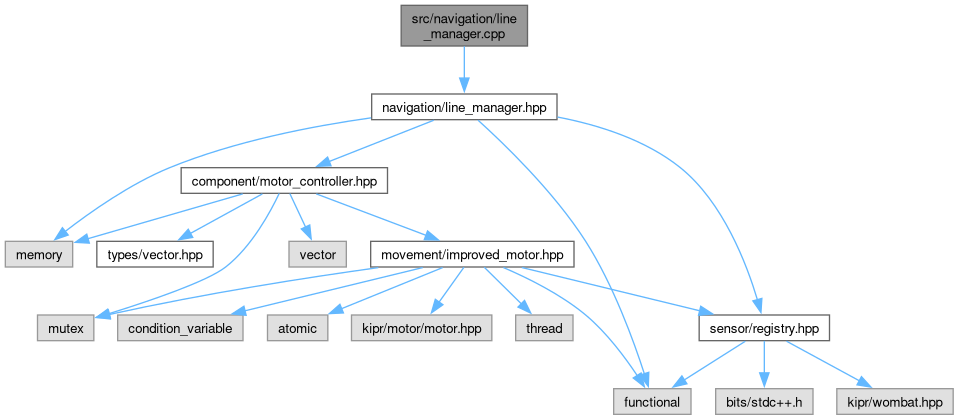 src/navigation/line
_manager.cpp
navigation/line_manager.hpp
component/motor_controller.hpp
memory
types/vector.hpp
vector
movement/improved_motor.hpp
mutex
condition_variable
atomic
kipr/motor/motor.hpp
thread
sensor/registry.hpp
functional
bits/stdc++.h
kipr/wombat.hpp